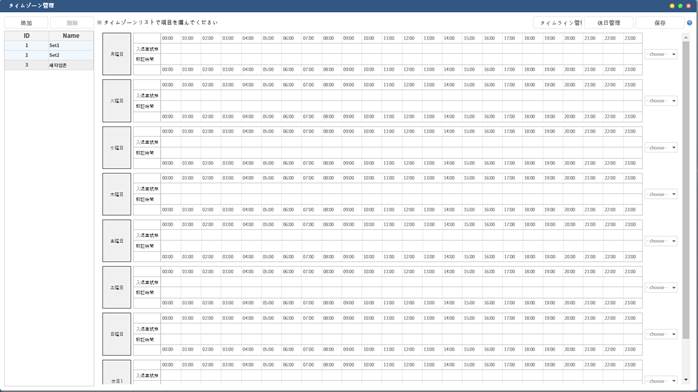 タイムゾーン管理
追加 削除 ※ タイムゾーンリストで項目を選んでください タイムライン管 休日管理 保存
ID Name
1 Set1
2 Set2
3
00:00 01:00 02:00 03:00 04:00 05:00 06:00 07:00 08:00 09:00 10:00 11:00 12:00 13:00 14:00 15:00 16:00 17:00 18:00 19:00 20:00 21:00 22:00 23:00
月曜日 入退室状態 - choose -
認証時間
00:00 01:00 02:00 03:00 04:00 05:00 06:00 07:00 08:00 09:00 10:00 11:00 12:00 13:00 14:00 15:00 16:00 17:00 18:00 19:00 20:00 21:00 22:00 23:00
00:00 01:00 02:00 03:00 04:00 05:00 06:00 07:00 08:00 09:00 10:00 11:00 12:00 13:00 14:00 15:00 16:00 17:00 18:00 19:00 20:00 21:00 22:00 23:00
火曜日 入退室状態 - choose -
認証時間
00:00 01:00 02:00 03:00 04:00 05:00 06:00 07:00 08:00 09:00 10:00 11:00 12:00 13:00 14:00 15:00 16:00 17:00 18:00 19:00 20:00 21:00 22:00 23:00
00:00 01:00 02:00 03:00 04:00 05:00 06:00 07:00 08:00 09:00 10:00 11:00 12:00 13:00 14:00 15:00 16:00 17:00 18:00 19:00 20:00 21:00 22:00 23:00
水曜日 入退室状態 - choose -
認証時間
00:00 01:00 02:00 03:00 04:00 05:00 06:00 07:00 08:00 09:00 10:00 11:00 12:00 13:00 14:00 15:00 16:00 17:00 18:00 19:00 20:00 21:00 22:00 23:00
00:00 01:00 02:00 03:00 04:00 05:00 06:00 07:00 08:00 09:00 10:00 11:00 12:00 13:00 14:00 15:00 16:00 17:00 18:00 19:00 20:00 21:00 22:00 23:00
木曜日 入退室状態 - choose -
認証時間
00:00 01:00 02:00 03:00 04:00 05:00 06:00 07:00 08:00 09:00 10:00 11:00 12:00 13:00 14:00 15:00 16:00 17:00 18:00 19:00 20:00 21:00 22:00 23:00
00:00 01:00 02:00 03:00 04:00 05:00 06:00 07:00 08:00 09:00 10:00 11:00 12:00 13:00 14:00 15:00 16:00 17:00 18:00 19:00 20:00 21:00 22:00 23:00
金曜日 入退室状態 - choose -
認証時間
00:00 01:00 02:00 03:00 04:00 05:00 06:00 07:00 08:00 09:00 10:00 11:00 12:00 13:00 14:00 15:00 16:00 17:00 18:00 19:00 20:00 21:00 22:00 23:00
00:00 01:00 02:00 03:00 04:00 05:00 06:00 07:00 08:00 09:00 10:00 11:00 12:00 13:00 14:00 15:00 16:00 17:00 18:00 19:00 20:00 21:00 22:00 23:00
土曜日 入退室状態 - choose -
認証時間
00:00 01:00 02:00 03:00 04:00 05:00 06:00 07:00 08:00 09:00 10:00 11:00 12:00 13:00 14:00 15:00 16:00 17:00 18:00 19:00 20:00 21:00 22:00 23:00
00:00 01:00 02:00 03:00 04:00 05:00 06:00 07:00 08:00 09:00 10:00 11:00 12:00 13:00 14:00 15:00 16:00 17:00 18:00 19:00 20:00 21:00 22:00 23:00
日曜日 入退室状態 - choose -
認証時間
00:00 01:00 02:00 03:00 04:00 05:00 06:00 07:00 08:00 09:00 10:00 11:00 12:00 13:00 14:00 15:00 16:00 17:00 18:00 19:00 20:00 21:00 22:00 23:00
00:00 01:00 02:00 03:00 04:00 05:00 06:00 07:00 08:00 09:00 10:00 11:00 12:00 13:00 14:00 15:00 16:00 17:00 18:00 19:00 20:00 21:00 22:00 23:00
休日1 入退室状態 - choose -